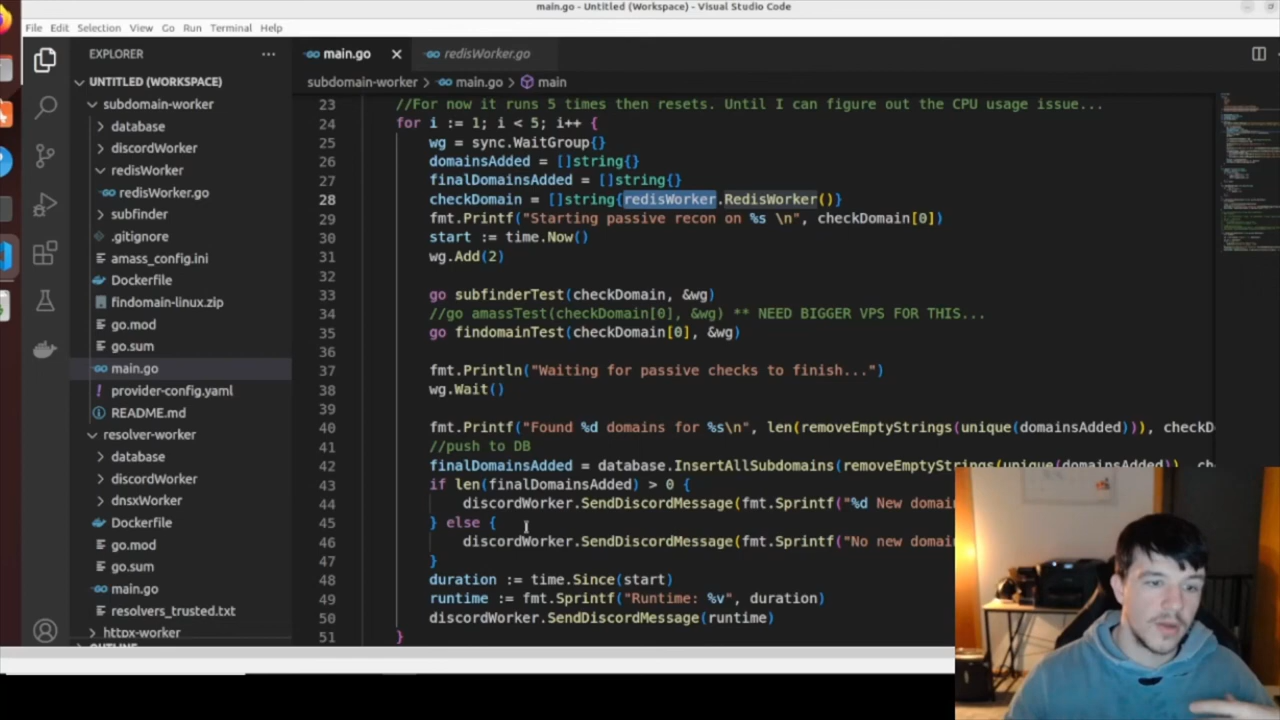 main.go - Untitled (Workspace) - Visual Studio Code
File Edit Selection View Go Run Terminal Help
EXPLORER
UNTITLED (WORKSPACE)
subdomain-worker
database
discordWorker
redisWorker
redisWorker.go
subfinder
.gitignore
amass_config.ini
Dockerfile
findomain-linux.zip
go.mod
go.sum
main.go
provider-config.yaml
README.md
resolver-worker
database
discordWorker
dnsxWorker
Dockerfile
go.mod
go.sum
main.go
resolvers_trusted.txt
httpx-worker
OUTLINE
main.go redisWorker.go
subdomain-worker > main.go > main
23 //For now it runs 5 times then resets. Until I can figure out the CPU usage issue...
24 for i := 1; i < 5; i++ {
25 wg = sync.WaitGroup{}
26 domainsAdded = []string{}
27 finalDomainsAdded = []string{}
28 checkDomain = []string{redisWorker.RedisWorker()}
29 fmt.Printf("Starting passive recon on %s \n", checkDomain[0])
30 start := time.Now()
31 wg.Add(2)
32
33 go subfinderTest(checkDomain, &wg)
34 //go amassTest(checkDomain[0], &wg) ** NEED BIGGER VPS FOR THIS...
35 go findomainTest(checkDomain[0], &wg)
36
37 fmt.Println("Waiting for passive checks to finish...")
38 wg.Wait()
39
40 fmt.Printf("Found %d domains for %s\n", len(removeEmptyStrings(unique(domainsAdded))), checkD
41 //push to DB
42 finalDomainsAdded = database.InsertAllSubdomains(removeEmptyStrings(unique(domainsAdded)), c
43 if len(finalDomainsAdded) > 0 {
44 discordWorker.SendDiscordMessage(fmt.Sprintf("%d New domai
45 } else {
46 discordWorker.SendDiscordMessage(fmt.Sprintf("No new domai
47 }
48 duration := time.Since(start)
49 runtime := fmt.Sprintf("Runtime: %v", duration)
50 discordWorker.SendDiscordMessage(runtime)
51 }